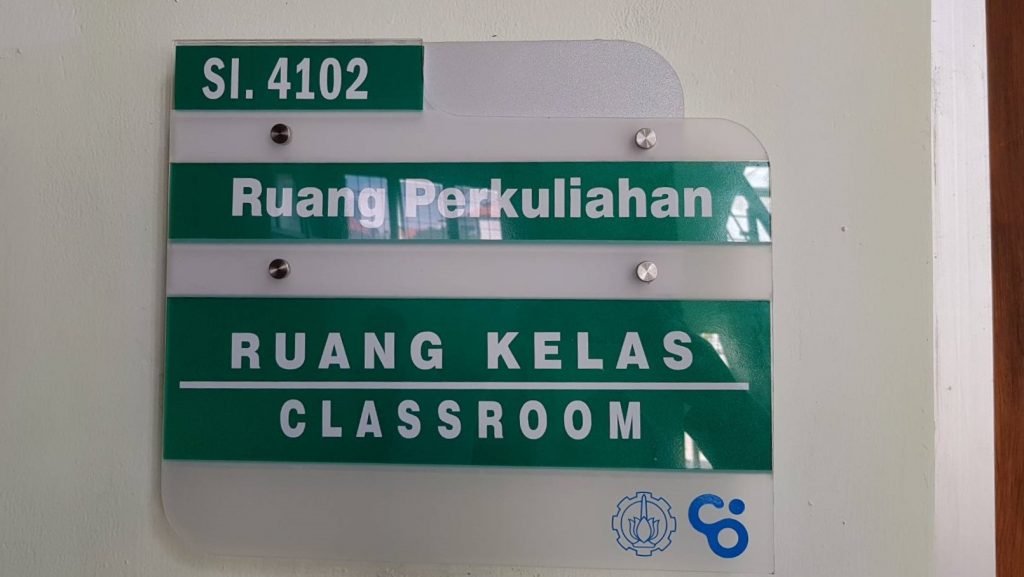 SI. 4102
Ruang Perkuliahan
RUANG KELAS
CLASSROOM